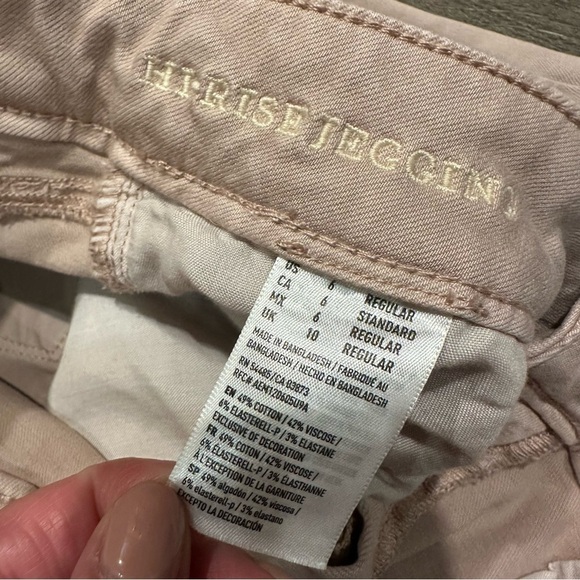 HI-RISE JEGGING
US 6 REGULAR
CA 6 STANDARD
MX 6 REGULAR
UK 10 REGULAR
MADE IN BANGLADESH / FABRIQUÉ AU
BANGLADESH / HECHO EN BANGLADESH
RN 54485/CA 03873
EN 49% COTTON / 42% VISCOSE /
6% ELASTERELL-P / 3% ELASTANE
EXCLUSIVE OF DECORATION
FR 49% COTON / 42% VISCOSE /
6% ELASTERELL-P / 3% ÉLASTHANNE
À L'EXCEPTION DE LA GARNITURE
SP 49% algodón / 42% viscosa /
6% elasterell-p / 3% elastano
EXCEPTO LA DECORACIÓN